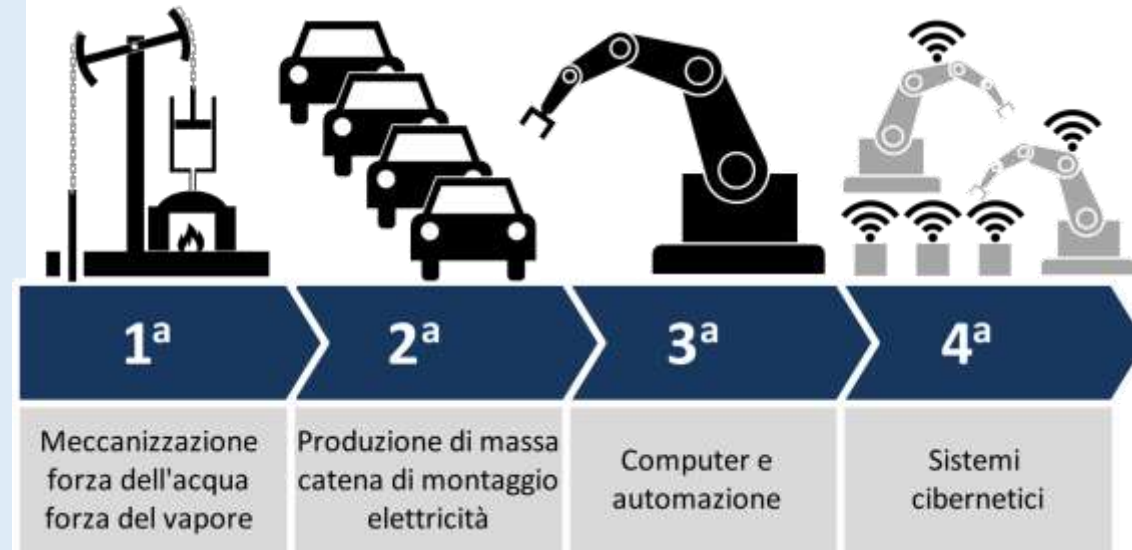 1ª
2ª
3ª
4ª
Meccanizzazione
forza dell'acqua
forza del vapore
Produzione di massa
catena di montaggio
elettricità
Computer e
automazione
Sistemi
cibernetici